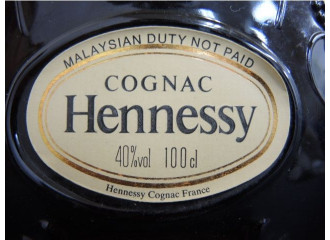 MALAYSIAN DUTY NOT PAID
COGNAC
Hennessy
40%vol 100cl
Hennessy Cognac France